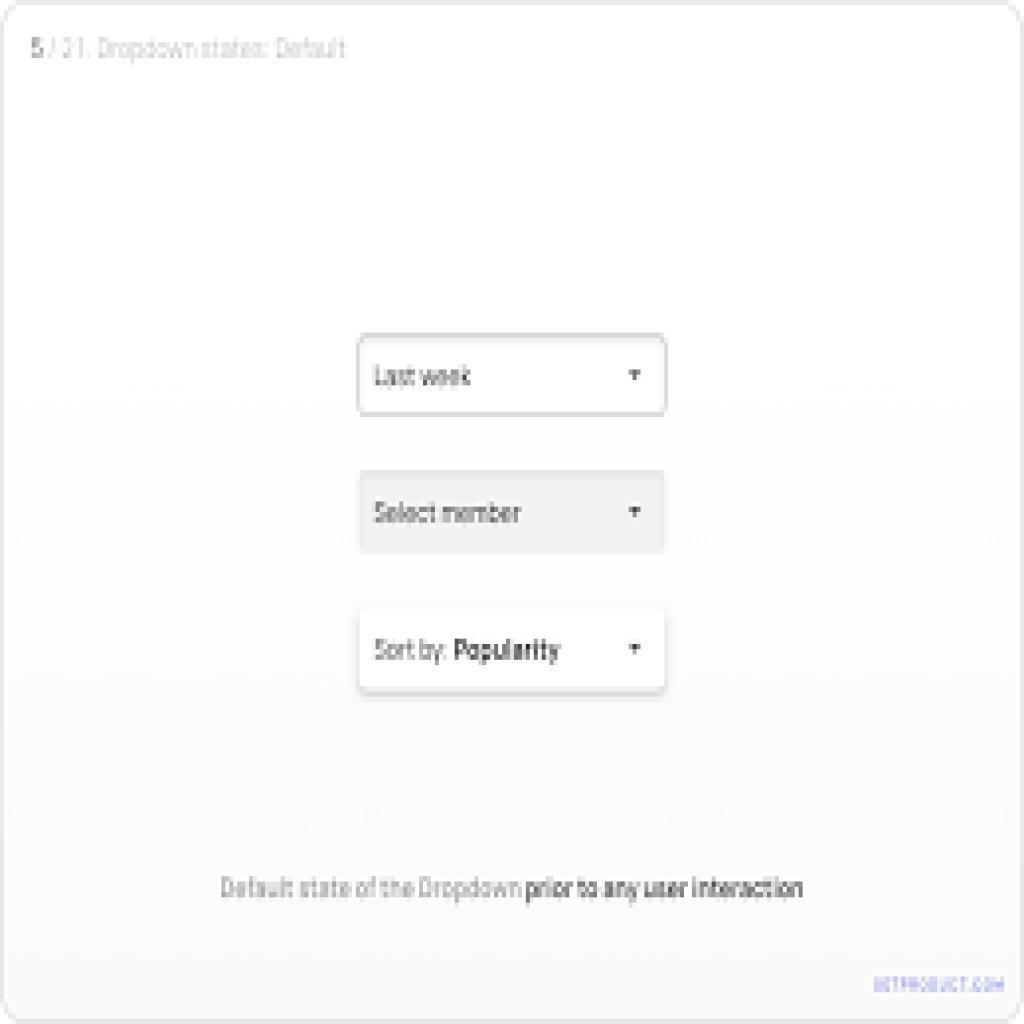 5 / 21. Dropdown states: Default
Last week
Select member
Sort by: Popularity
Default state of the Dropdown prior to any user interaction
SETPRODUCT.COM